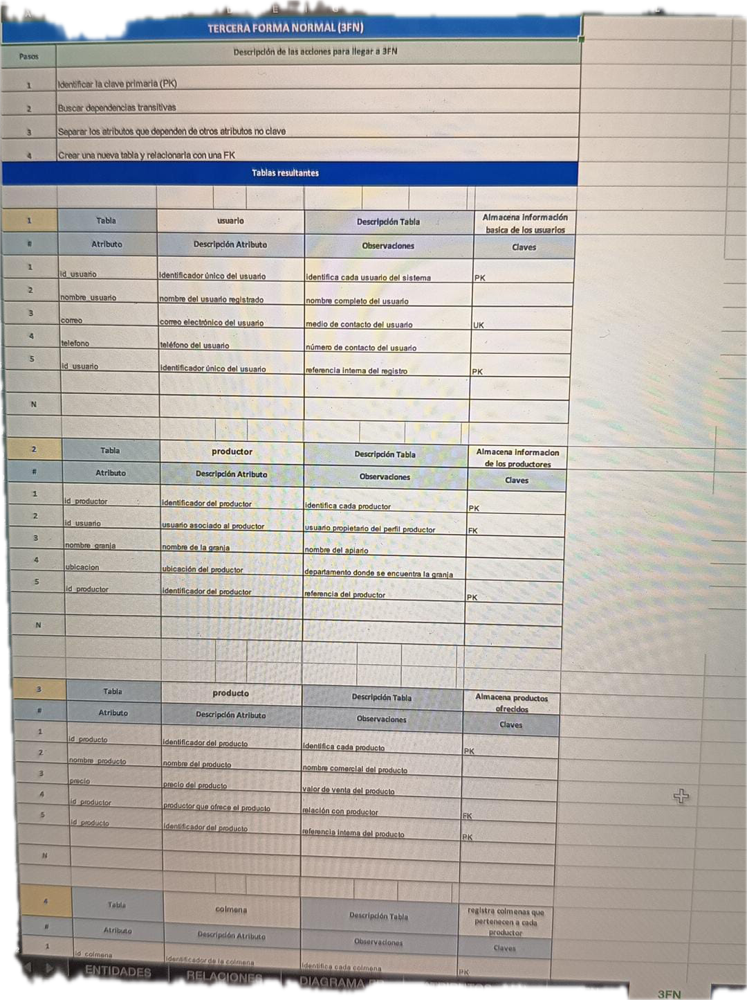 TERCERA FORMA NORMAL (3FN)
Pasos Descripción de las acciones para llegar a 3FN
1 Identificar la clave primaria (PK)
2 Buscar dependencias transitivas
3 Separar los atributos que dependen de otros atributos no clave
4 Crear una nueva tabla y relacionarla con una FK
Tablas resultantes
1 Tabla usuario Descripción Tabla Almacena información basica de los usuarios
# Atributo Descripción Atributo Observaciones Claves
1 id_usuario identificador único del usuario identifica cada usuario del sistema PK
2 nombre_usuario nombre del usuario registrado nombre completo del usuario
3 correo correo electrónico del usuario medio de contacto del usuario UK
4 telefono teléfono del usuario número de contacto del usuario
5 id_usuario identificador único del usuario referencia interna del registro PK
N
2 Tabla productor Descripción Tabla Almacena informacion de los productores
# Atributo Descripción Atributo Observaciones Claves
1 id_productor identificador del productor identifica cada productor PK
2 id_usuario usuario asociado al productor usuario propietario del perfil productor FK
3 nombre_granja nombre de la granja nombre del apiario
4 ubicacion ubicación del productor departamento donde se encuentra la granja
5 id_productor identificador del productor referencia del productor PK
N
3 Tabla producto Descripción Tabla Almacena productos ofrecidos
# Atributo Descripción Atributo Observaciones Claves
1 id_producto identificador del producto identifica cada producto PK
2 nombre_producto nombre del producto nombre comercial del producto
3 precio precio del producto valor de venta del producto
4 id_productor productor que ofrece el producto relación con productor FK
5 id_producto identificador del producto referencia interna del producto PK
N
4 Tabla colmena Descripción Tabla registra colmenas que pertenecen a cada productor
# Atributo Descripción Atributo Observaciones Claves
1 id_colmena identificador de la colmena identifica cada colmena PK
ENTIDADES RELACIONES DIAGRAMA 3FN